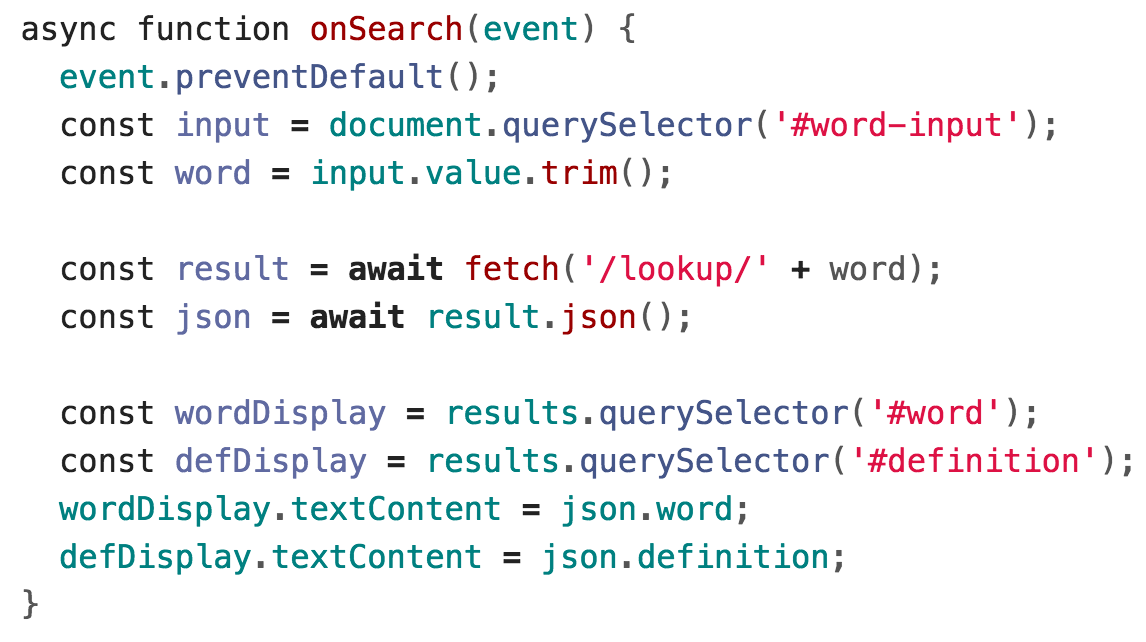 async function onSearch(event) {
  event.preventDefault();
  const input = document.querySelector('#word-input');
  const word = input.value.trim();

  const result = await fetch('/lookup/' + word);
  const json = await result.json();

  const wordDisplay = results.querySelector('#word');
  const defDisplay = results.querySelector('#definition');
  wordDisplay.textContent = json.word;
  defDisplay.textContent = json.definition;
}